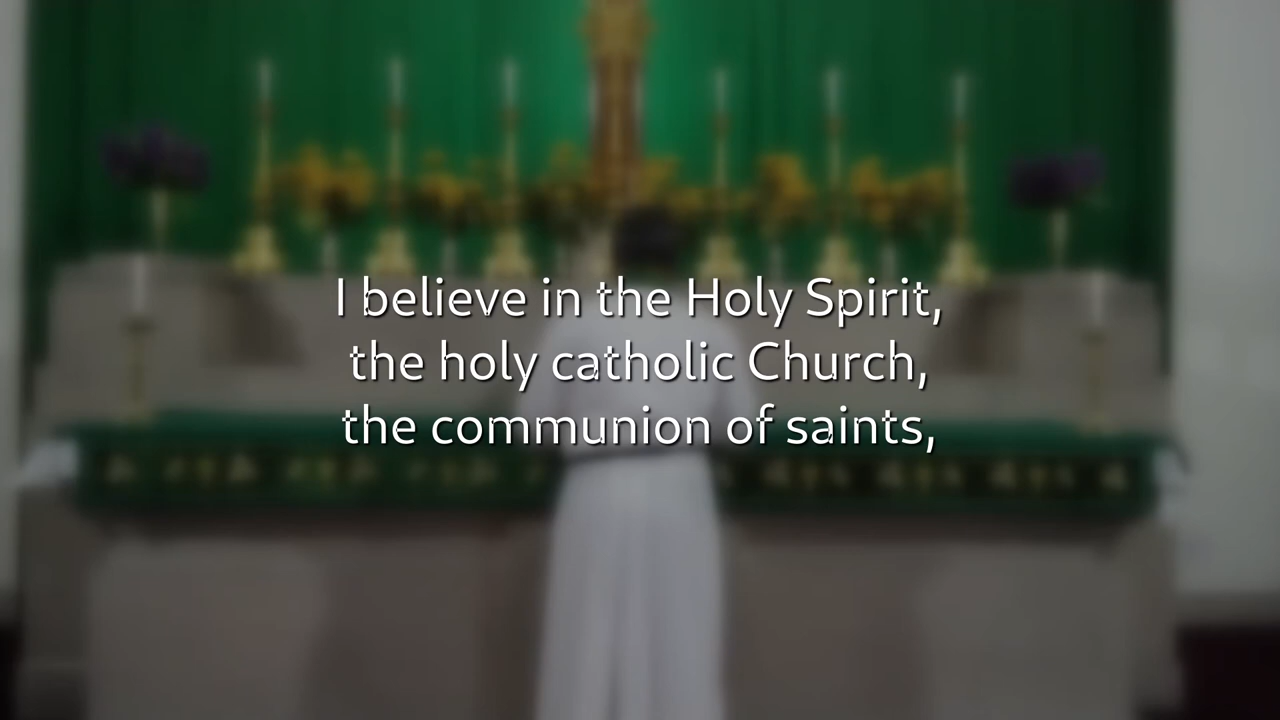 I believe in the Holy Spirit,
the holy catholic Church,
the communion of saints,